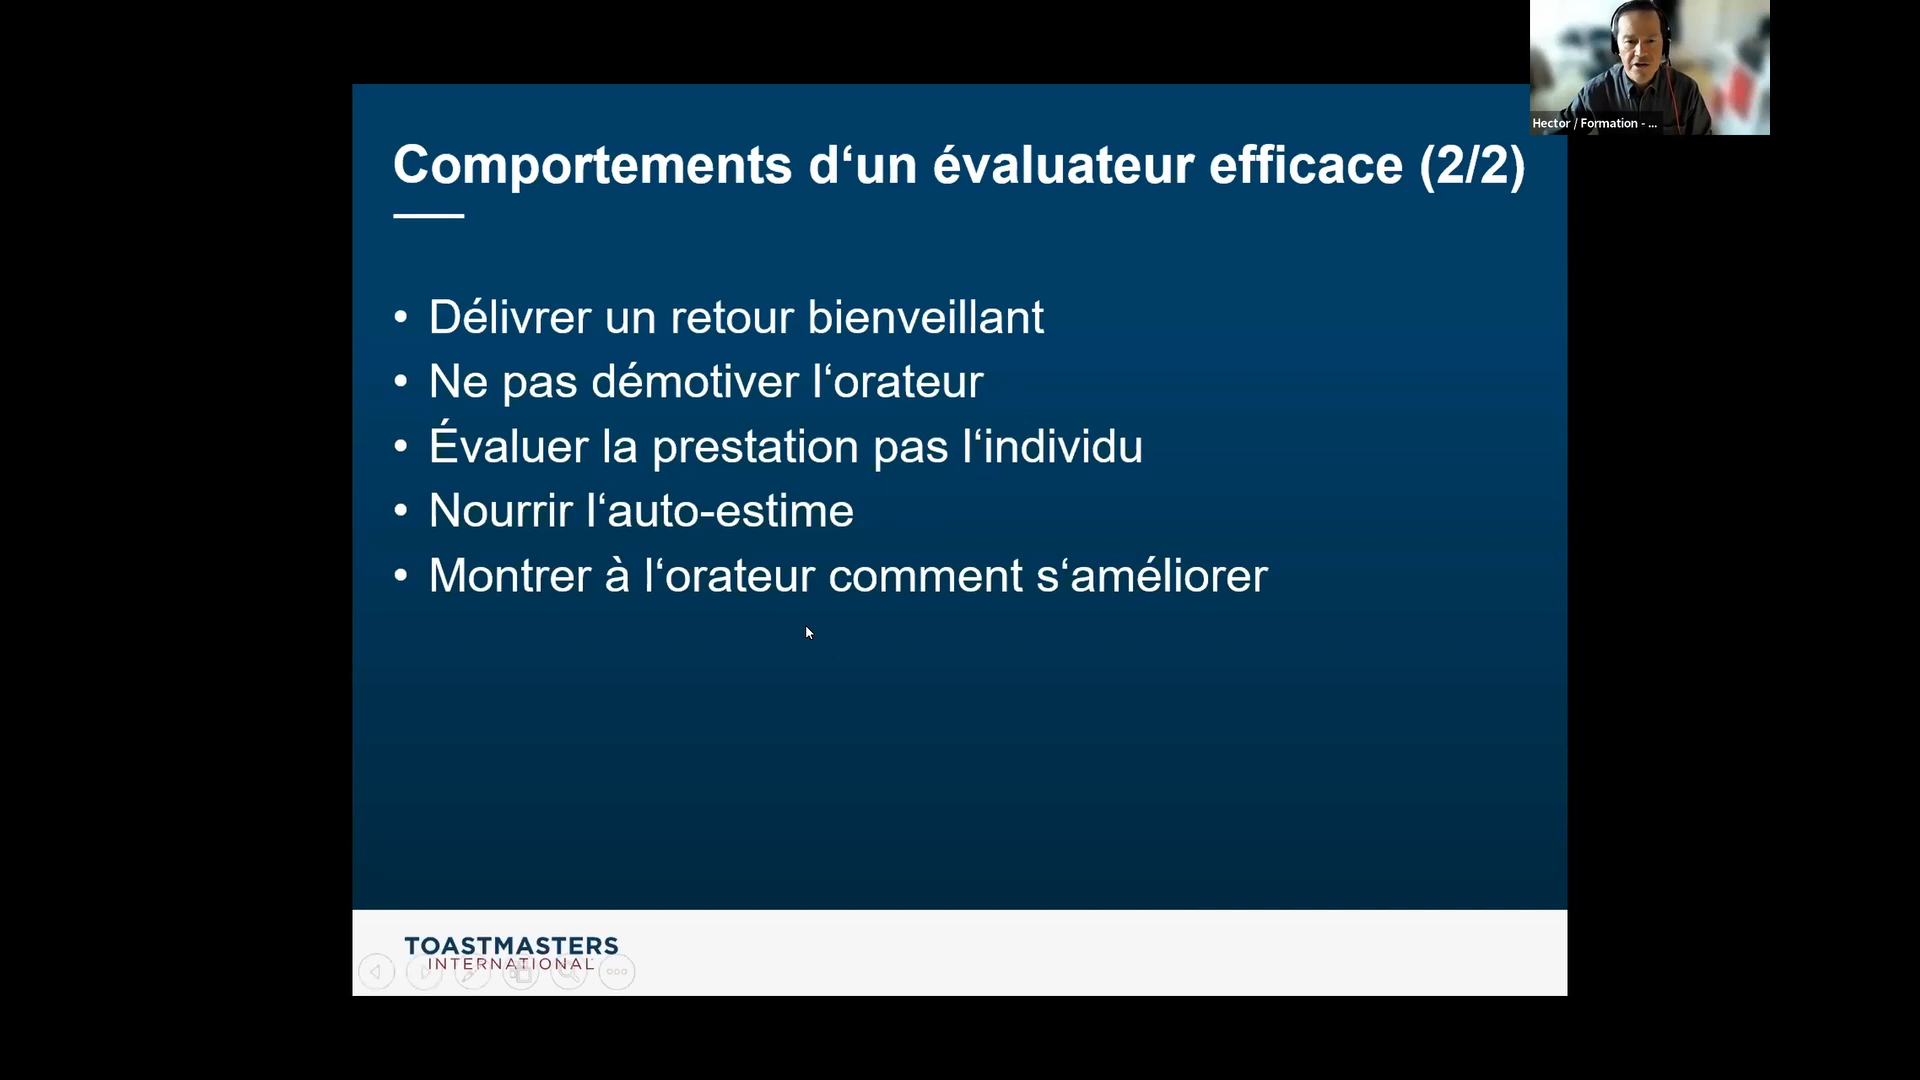 Hector / Formation - ...
Comportements d‘un évaluateur efficace (2/2)
• Délivrer un retour bienveillant
• Ne pas démotiver l‘orateur
• Évaluer la prestation pas l‘individu
• Nourrir l‘auto-estime
• Montrer à l‘orateur comment s‘améliorer
TOASTMASTERS
INTERNATIONAL